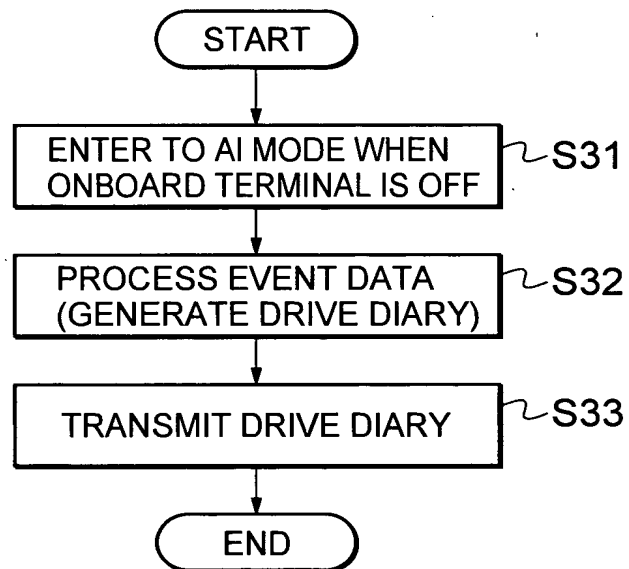 START
ENTER TO AI MODE WHEN
ONBOARD TERMINAL IS OFF
S31
PROCESS EVENT DATA
(GENERATE DRIVE DIARY)
S32
TRANSMIT DRIVE DIARY
S33
END